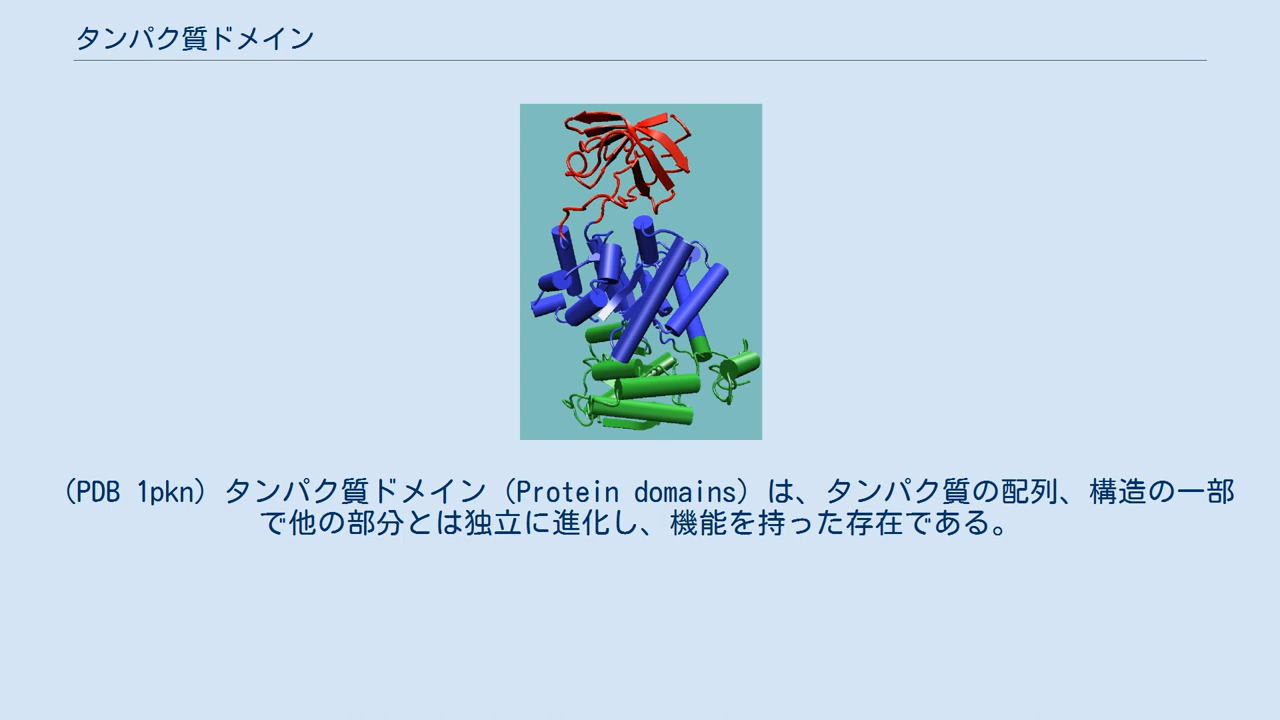 タンパク質ドメイン
（PDB 1pkn）タンパク質ドメイン（Protein domains）は、タンパク質の配列、構造の一部
で他の部分とは独立に進化し、機能を持った存在である。